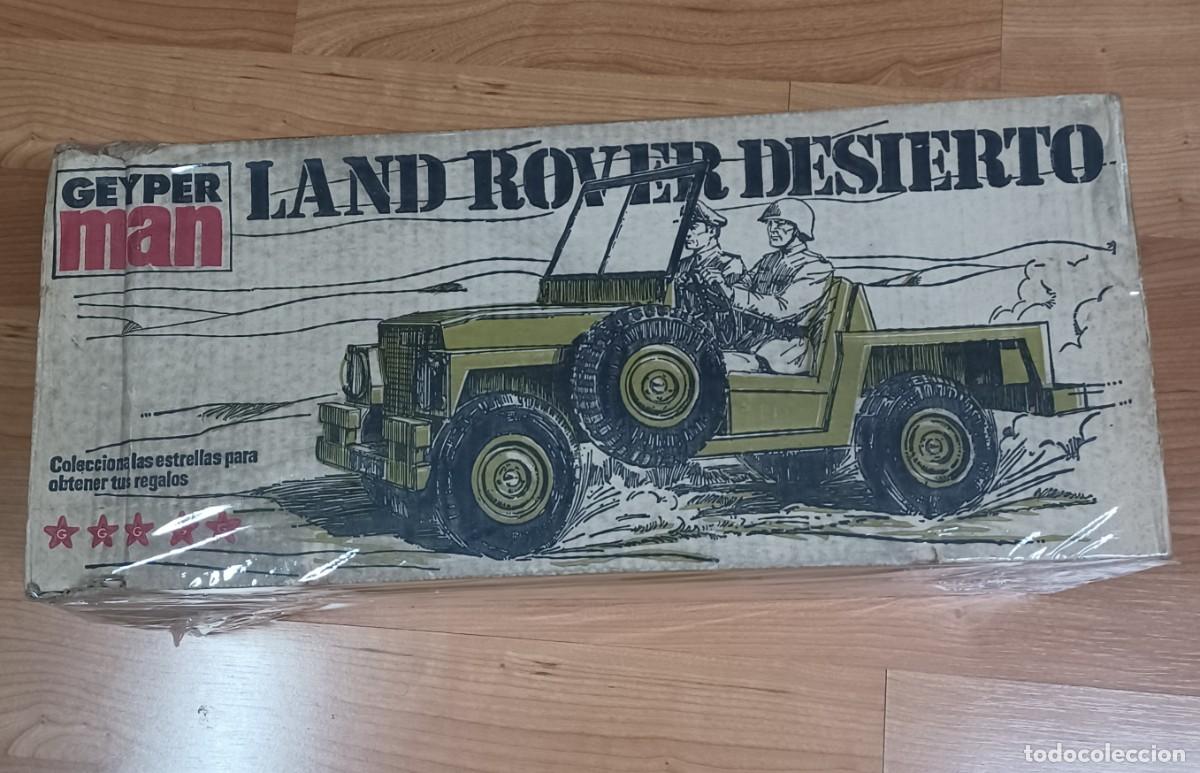 GEYPER
man
LAND ROVER DESIERTO
Colecciona las estrellas para
obtener tus regalos
G G G G G
todocoleccion